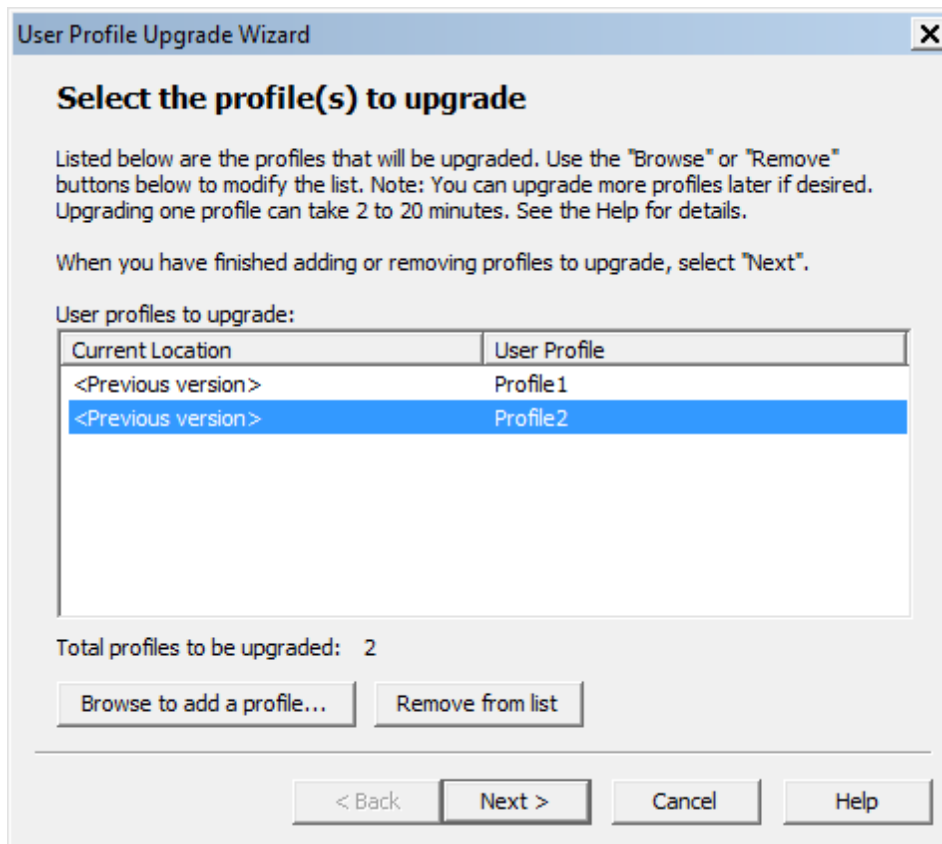 User Profile Upgrade Wizard
Select the profile(s) to upgrade
Listed below are the profiles that will be upgraded. Use the "Browse" or "Remove"
buttons below to modify the list. Note: You can upgrade more profiles later if desired.
Upgrading one profile can take 2 to 20 minutes. See the Help for details.
When you have finished adding or removing profiles to upgrade, select "Next".
User profiles to upgrade:
Current Location User Profile
<Previous version> Profile1
<Previous version> Profile2
Total profiles to be upgraded: 2
Browse to add a profile... Remove from list
< Back Next > Cancel Help